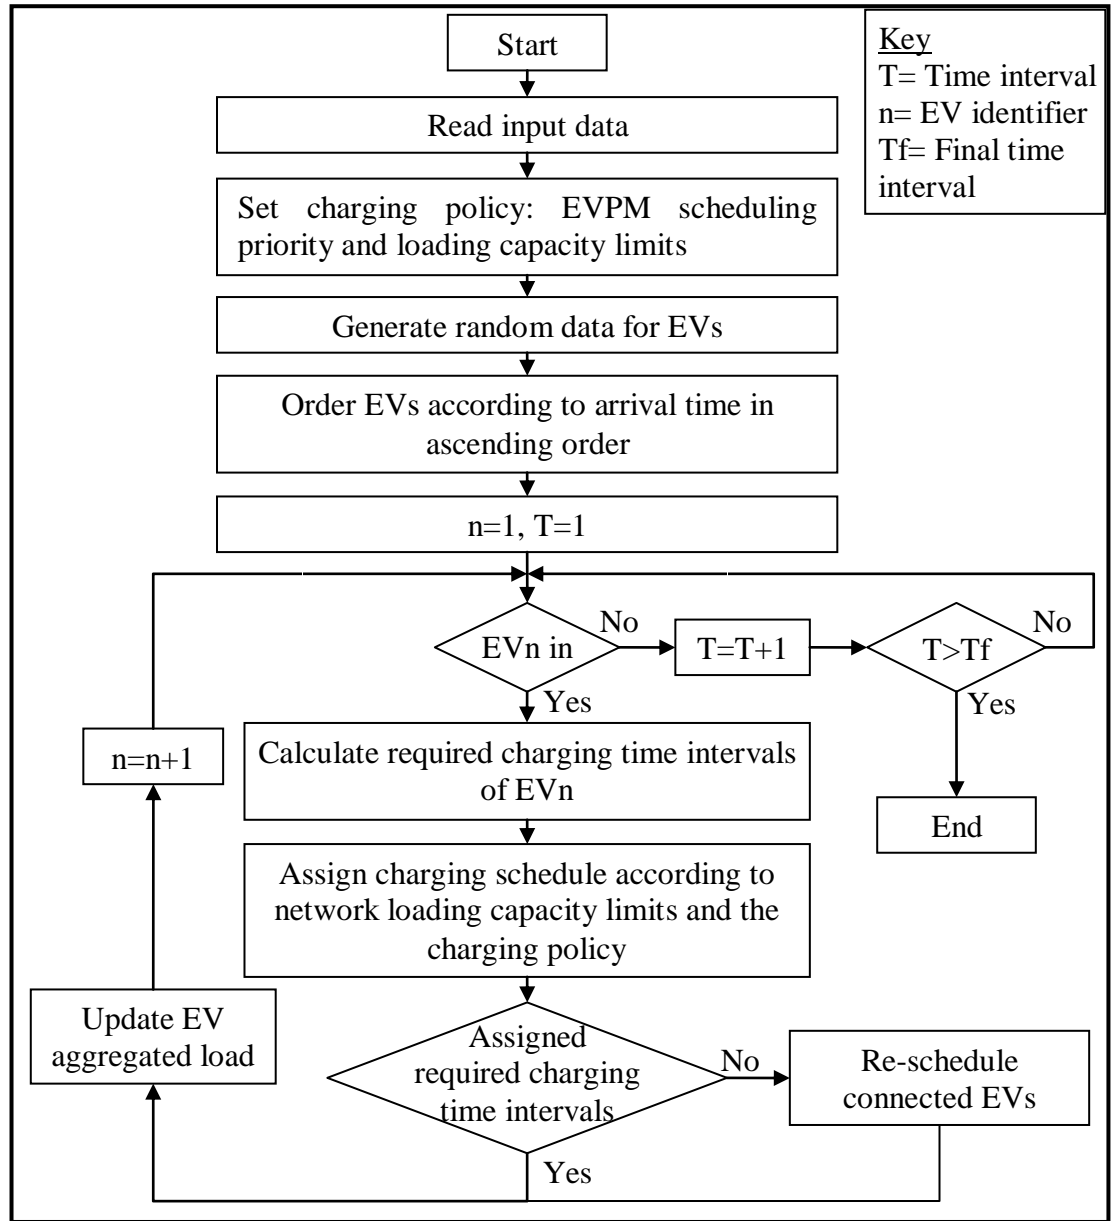 Start
Key
T= Time interval
n= EV identifier
Tf= Final time
interval
Read input data
Set charging policy: EVPM scheduling
priority and loading capacity limits
Generate random data for EVs
Order EVs according to arrival time in
ascending order
n=1, T=1
EVn in
No
T=T+1
T>Tf
No
Yes
Yes
End
n=n+1
Calculate required charging time intervals
of EVn
Assign charging schedule according to
network loading capacity limits and the
charging policy
Update EV
aggregated load
Assigned
required charging
time intervals
No
Re-schedule
connected EVs
Yes